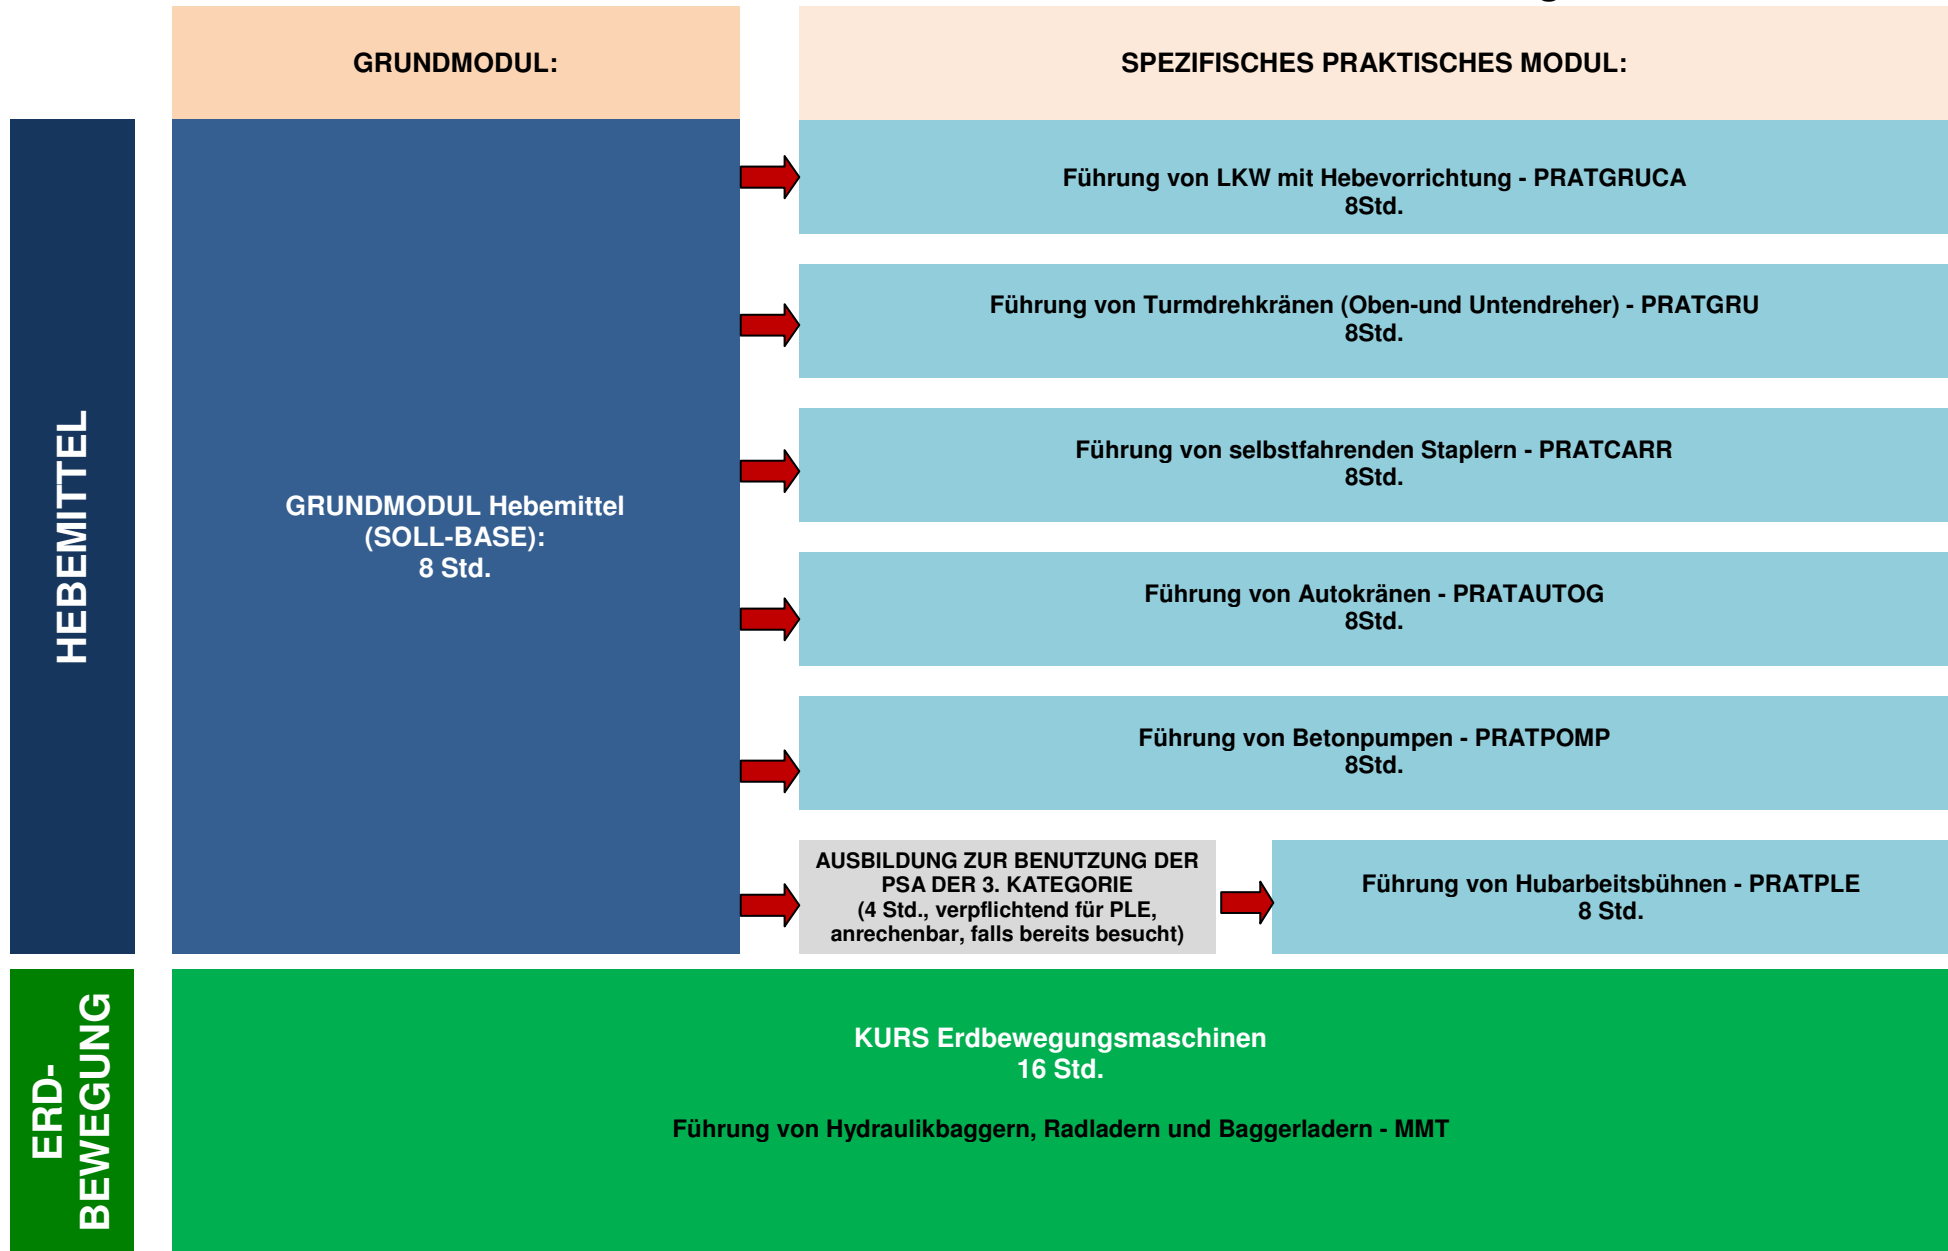 GRUNDMODUL:
SPEZIFISCHES PRAKTISCHES MODUL:
HEBEMITTEL
GRUNDMODUL Hebemittel
(SOLL-BASE):
8 Std.
Führung von LKW mit Hebevorrichtung - PRATGRUCA
8Std.
Führung von Turmdrehkränen (Oben-und Untendreher) - PRATGRU
8Std.
Führung von selbstfahrenden Staplern - PRATCARR
8Std.
Führung von Autokränen - PRATAUTOG
8Std.
Führung von Betonpumpen - PRATPOMP
8Std.
AUSBILDUNG ZUR BENUTZUNG DER
PSA DER 3. KATEGORIE
(4 Std., verpflichtend für PLE,
anrechenbar, falls bereits besucht)
Führung von Hubarbeitsbühnen - PRATPLE
8 Std.
ERD-
BEWEGUNG
KURS Erdbewegungsmaschinen
16 Std.
Führung von Hydraulikbaggern, Radladern und Baggerladern - MMT